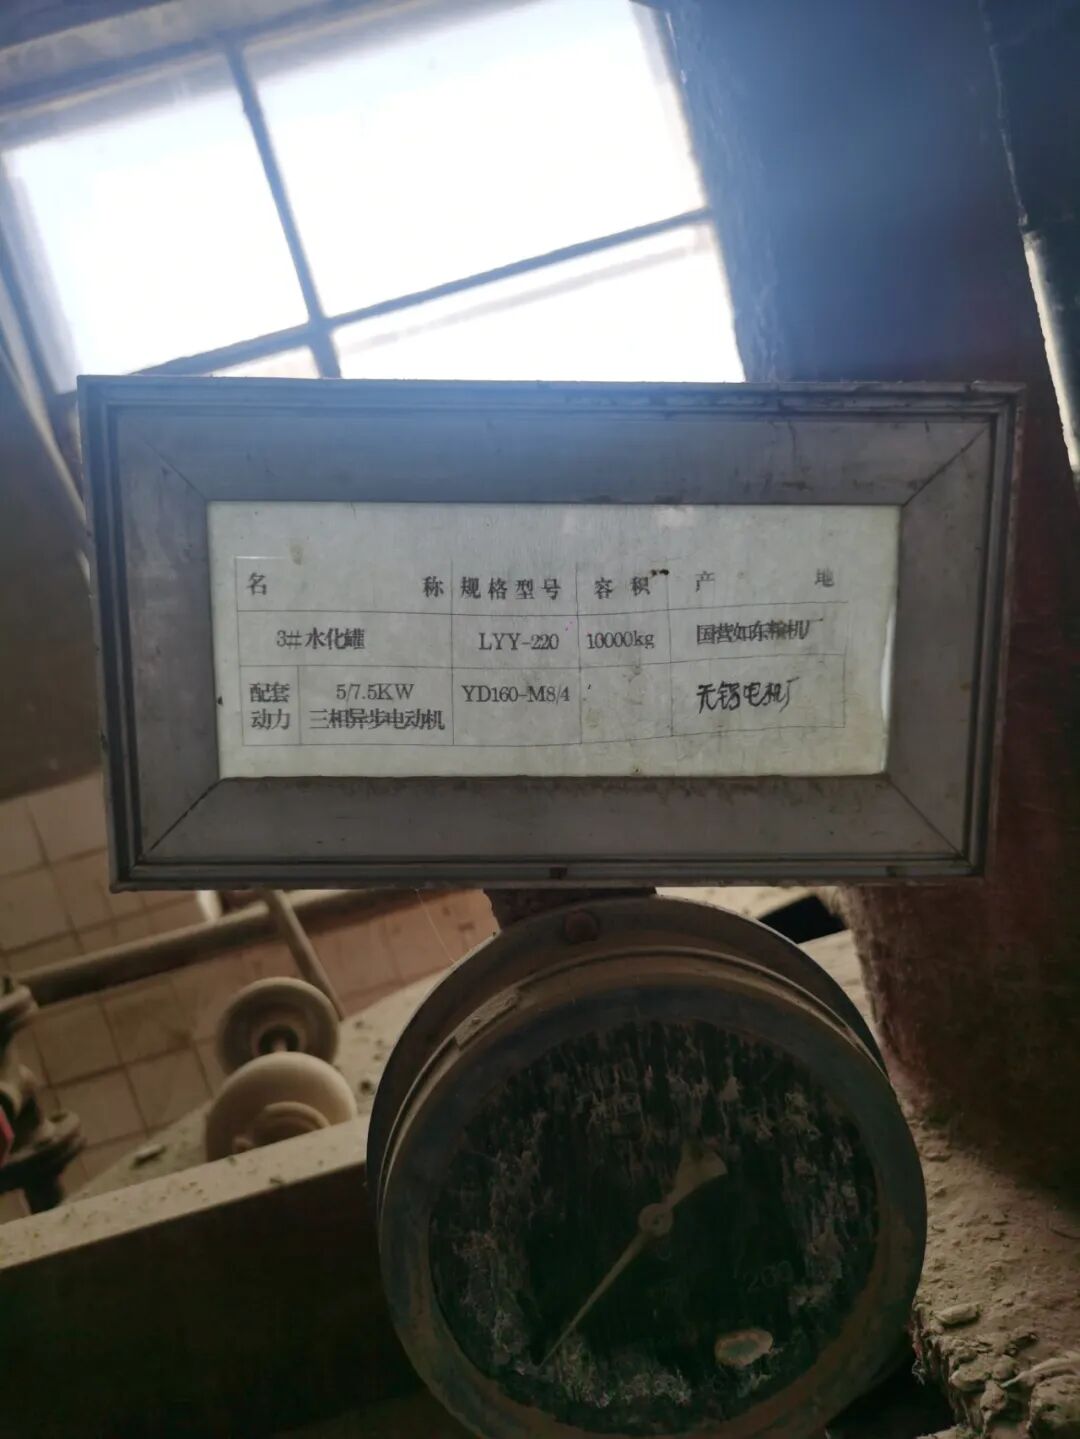 名称 规格型号 容积 产地
3# 水化罐 LYY-220 10000kg 国营如东粮机厂
配套动力 5/7.5KW 三相异步电动机 YD160-M8/4 无锡电机厂
200